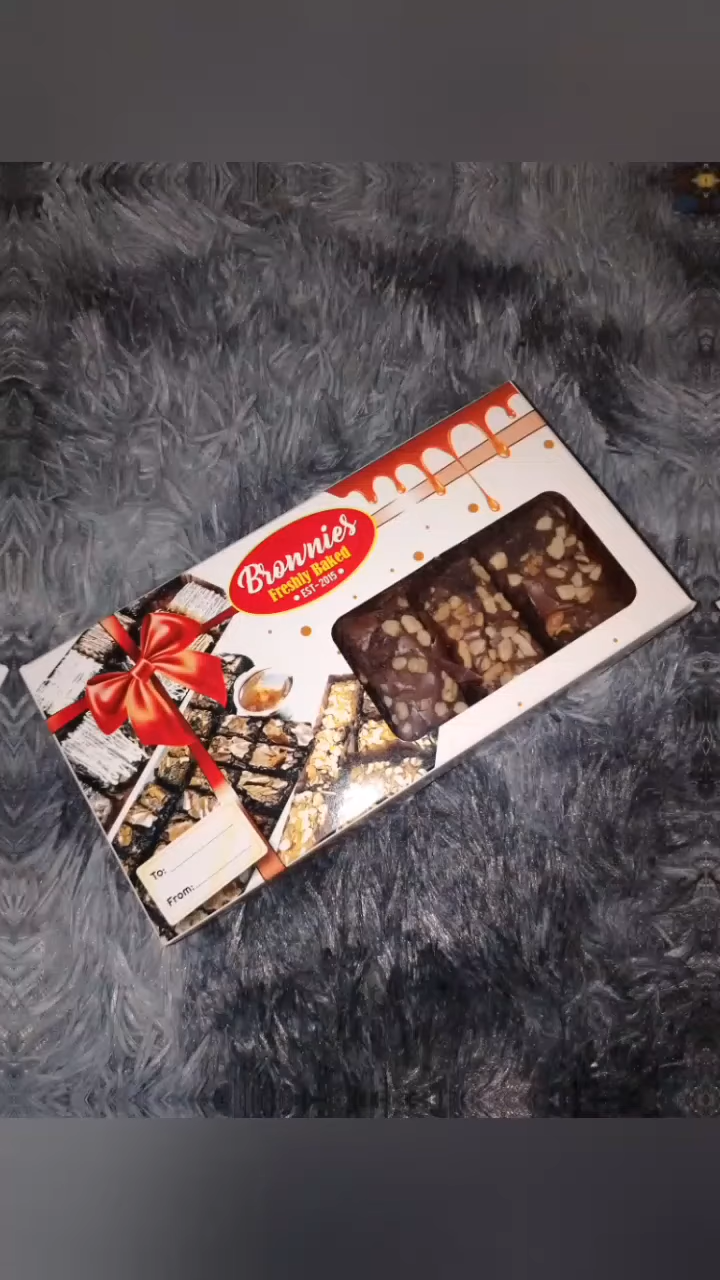 Brownies
Freshly Baked
• EST-2015 •
To:
From: